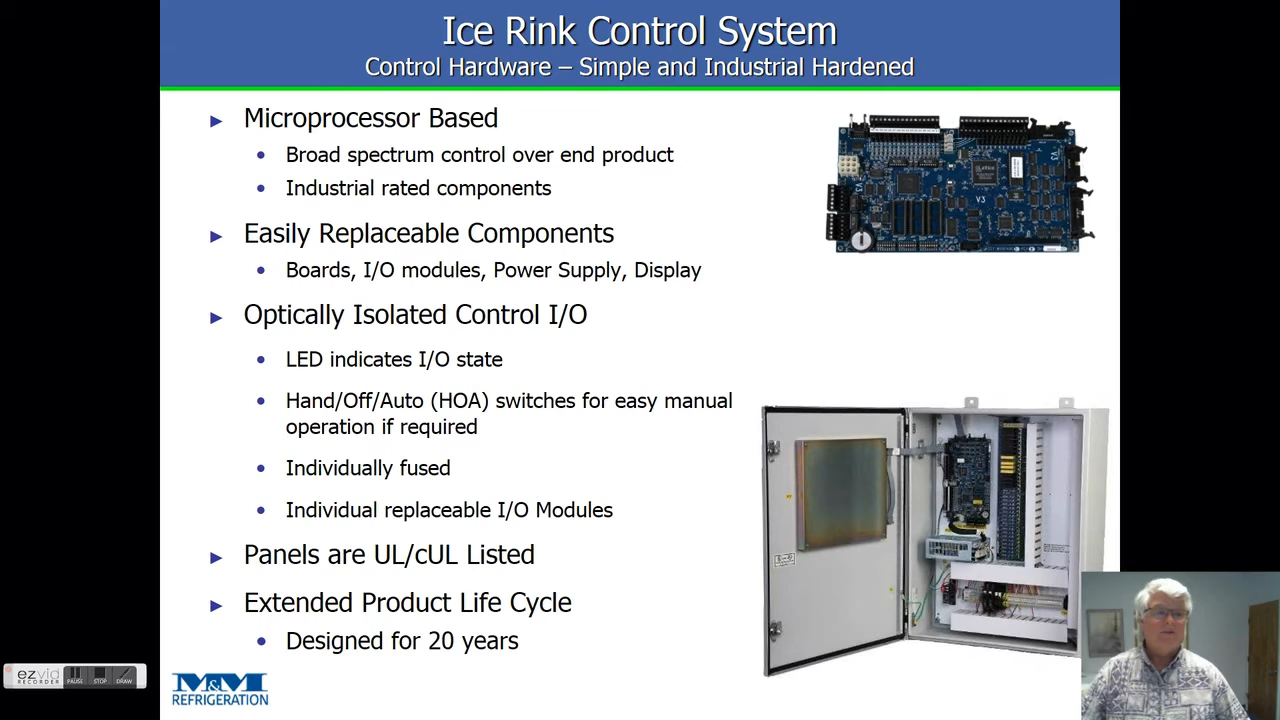 Ice Rink Control System
Control Hardware – Simple and Industrial Hardened
► Microprocessor Based
• Broad spectrum control over end product
• Industrial rated components
► Easily Replaceable Components
• Boards, I/O modules, Power Supply, Display
► Optically Isolated Control I/O
• LED indicates I/O state
• Hand/Off/Auto (HOA) switches for easy manual
operation if required
• Individually fused
• Individual replaceable I/O Modules
► Panels are UL/cUL Listed
► Extended Product Life Cycle
• Designed for 20 years
V3
V3
V3
ezvid
RECORDER
PAUSE
STOP
DRAW
M&M
REFRIGERATION